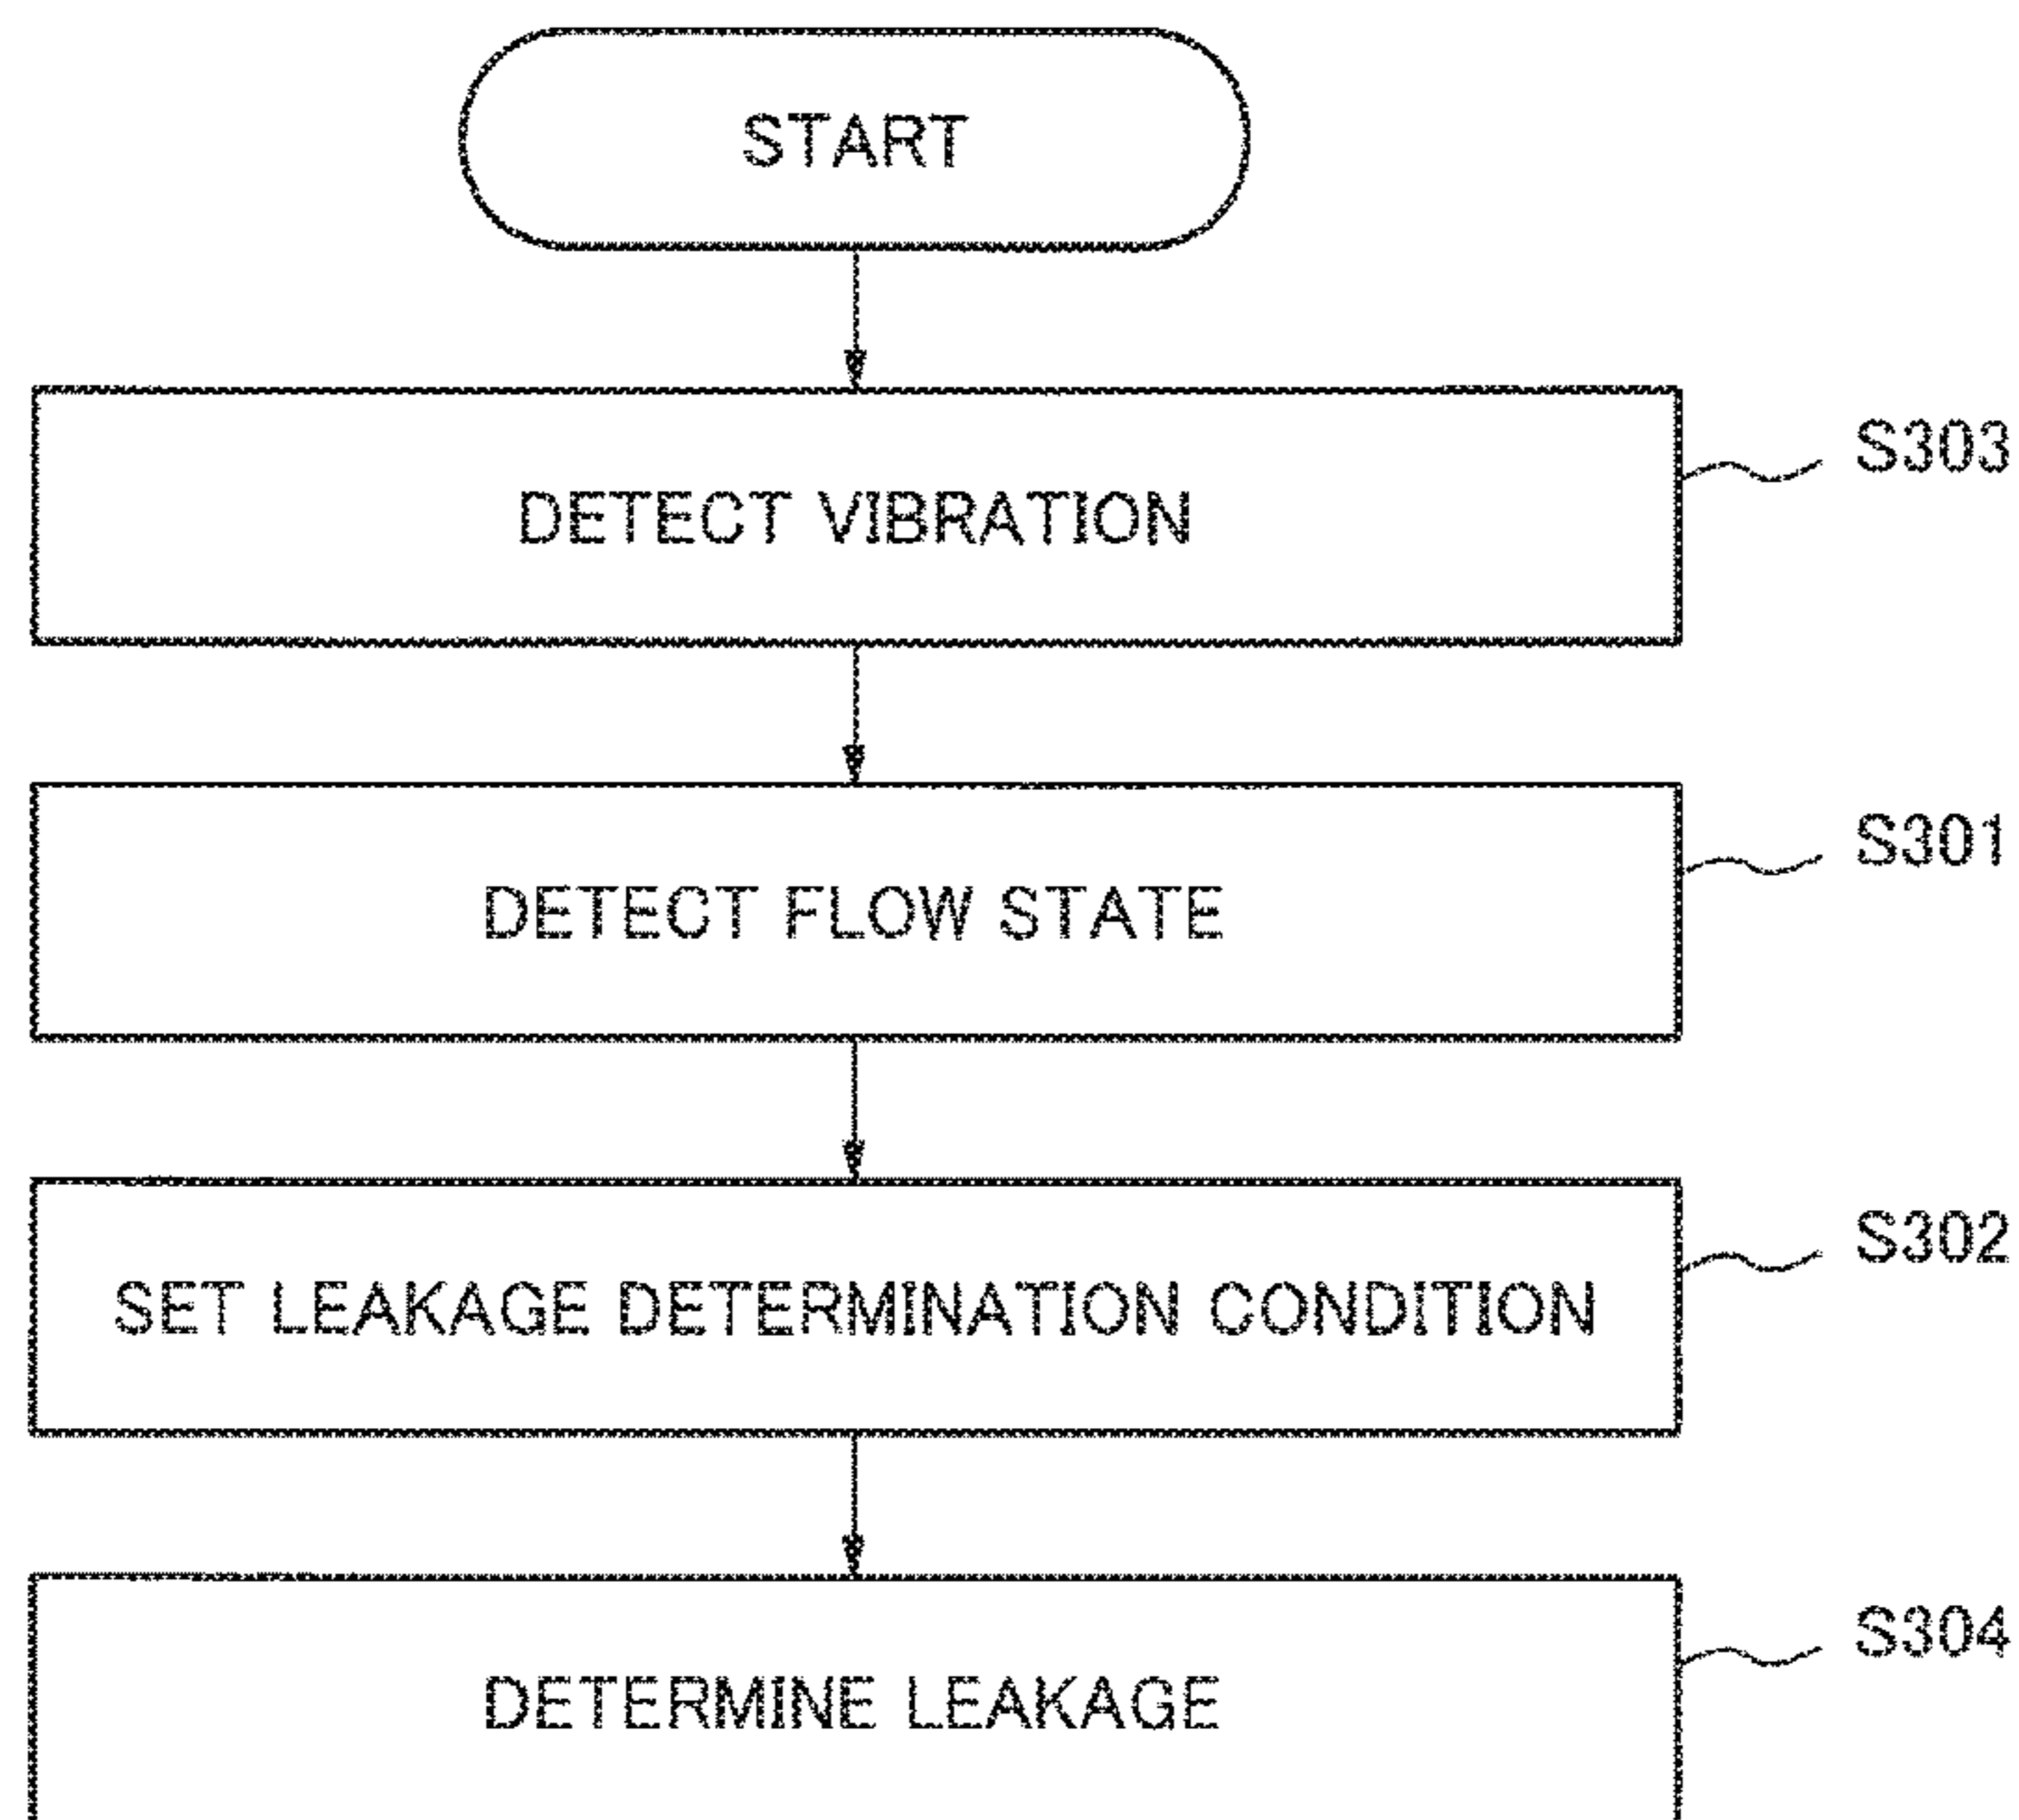 START
DETECT VIBRATION
S303
DETECT FLOW STATE
S301
SET LEAKAGE DETERMINATION CONDITION
S302
DETERMINE LEAKAGE
S304